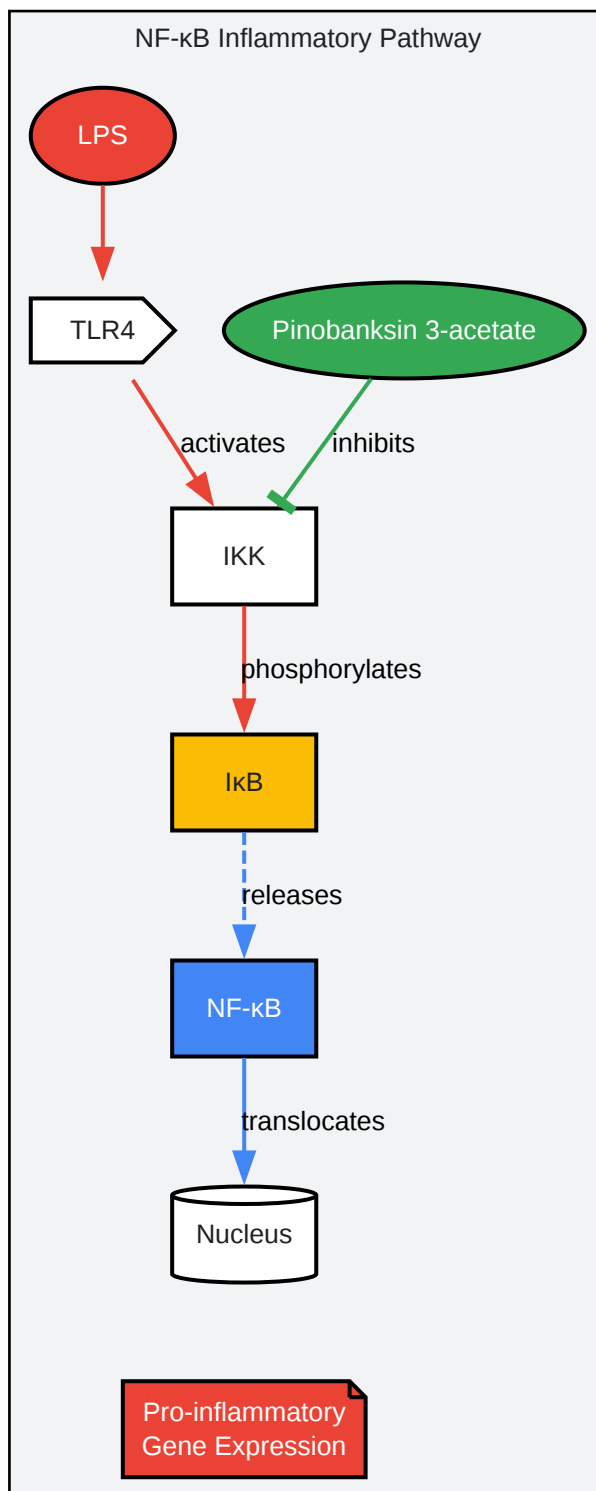 NF-κB Inflammatory Pathway
LPS
TLR4
Pinobanksin 3-acetate
activates
inhibits
IKK
phosphorylates
IκB
releases
NF-κB
translocates
Nucleus
Pro-inflammatory
Gene Expression